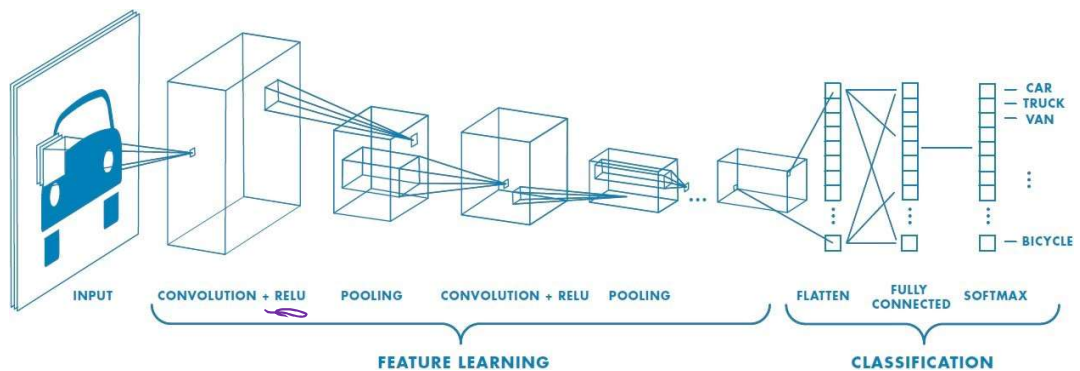 CAR
TRUCK
VAN
BICYCLE
INPUT
CONVOLUTION + RELU
POOLING
CONVOLUTION + RELU
POOLING
FLATTEN
FULLY
CONNECTED
SOFTMAX
FEATURE LEARNING
CLASSIFICATION